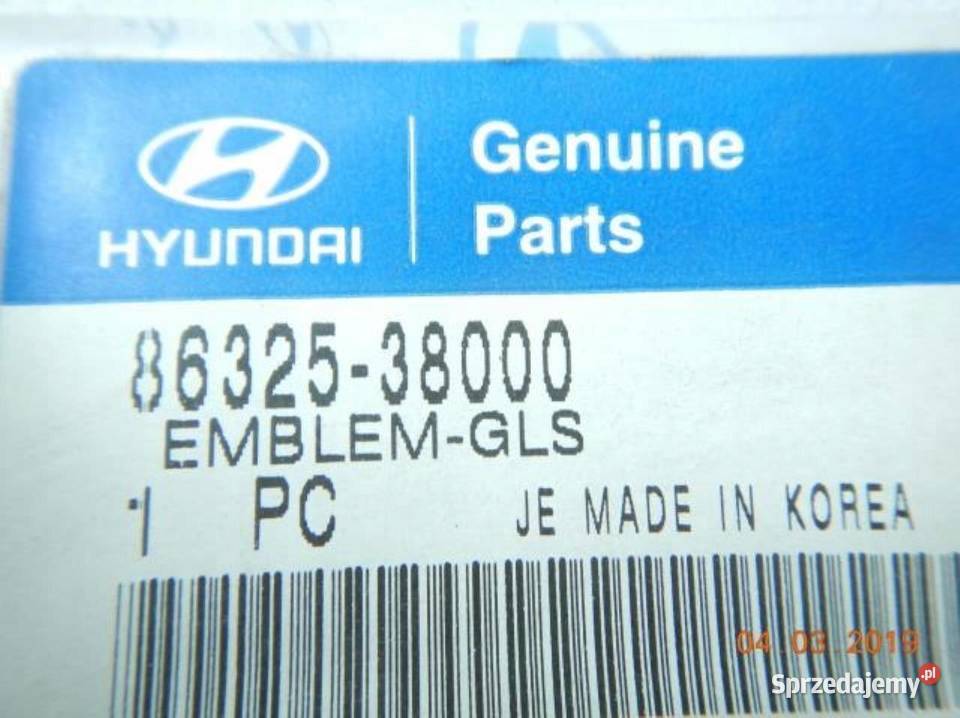 HYUNDAI
Genuine
Parts
86325-38000
EMBLEM-GLS
1 PC JE MADE IN KOREA
04.03.2019
Sprzedajemy.pl